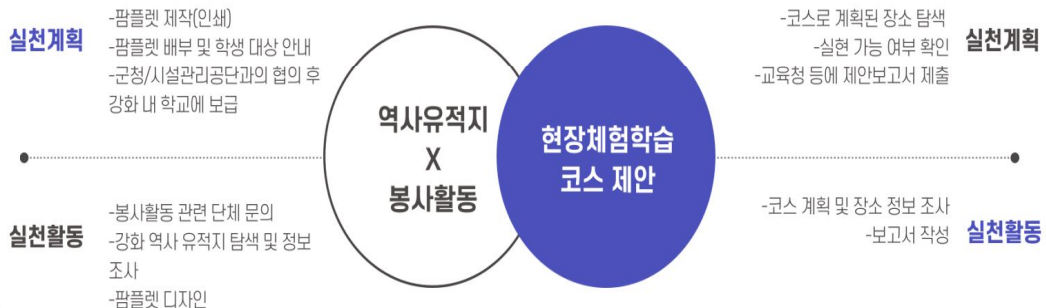 실천계획
-팜플렛 제작(인쇄)
-팜플렛 배부 및 학생 대상 안내
-군청/시설관리공단과의 협의 후
강화 내 학교에 보급
실천활동
-봉사활동 관련 단체 문의
-강화 역사 유적지 탐색 및 정보
조사
-팜플렛 디자인
역사유적지
X
봉사활동
현장체험학습
코스 제안
-코스로 계획된 장소 탐색
-실현 가능 여부 확인
-교육청 등에 제안보고서 제출
실천계획
-코스 계획 및 장소 정보 조사
-보고서 작성
실천활동